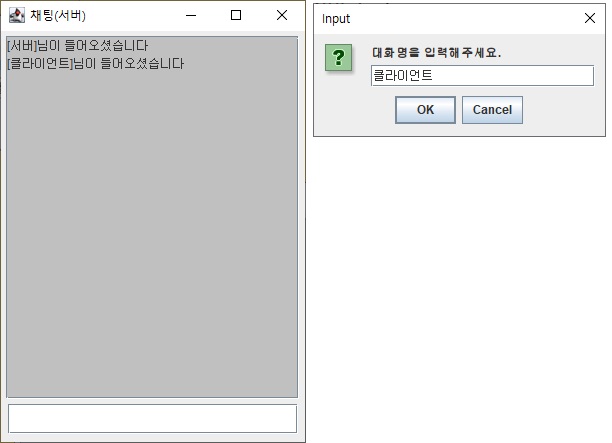 채팅(서버)
[서버]님이 들어오셨습니다
[클라이언트]님이 들어오셨습니다
Input
대화명을 입력해주세요.
클라이언트
OK
Cancel